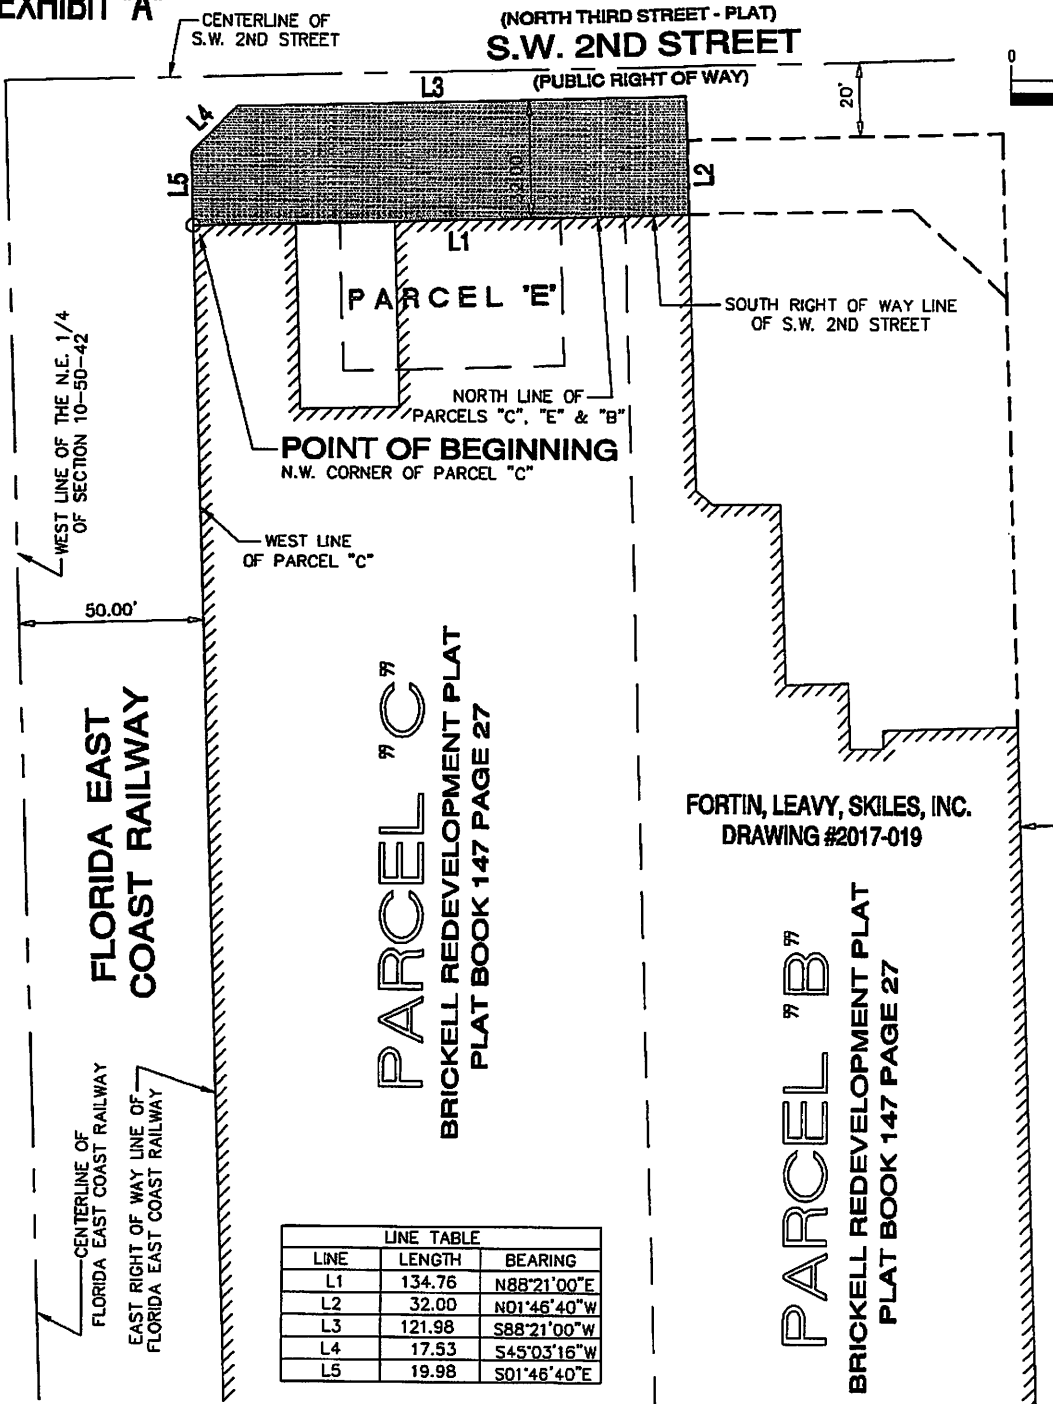 EXHIBIT "A"
CENTERLINE OF
S.W. 2ND STREET
(NORTH THIRD STREET - PLAT)
S.W. 2ND STREET
(PUBLIC RIGHT OF WAY)
0
20'
L3
L4
L5
L2
L1
PARCEL "E"
SOUTH RIGHT OF WAY LINE
OF S.W. 2ND STREET
NORTH LINE OF
PARCELS "C", "E" & "B"
POINT OF BEGINNING
N.W. CORNER OF PARCEL "C"
WEST LINE OF THE N.E. 1/4
OF SECTION 10-50-42
WEST LINE
OF PARCEL "C"
50.00'
FLORIDA EAST
COAST RAILWAY
PARCEL "C"
BRICKELL REDEVELOPMENT PLAT
PLAT BOOK 147 PAGE 27
FORTIN, LEAVY, SKILES, INC.
DRAWING #2017-019
PARCEL "B"
BRICKELL REDEVELOPMENT PLAT
PLAT BOOK 147 PAGE 27
CENTERLINE OF
FLORIDA EAST COAST RAILWAY
EAST RIGHT OF WAY LINE OF
FLORIDA EAST COAST RAILWAY
LINE TABLE
LINE LENGTH BEARING
L1 134.76 N88°21'00"E
L2 32.00 N01°46'40"W
L3 121.98 S88°21'00"W
L4 17.53 S45°03'16"W
L5 19.98 S01°46'40"E